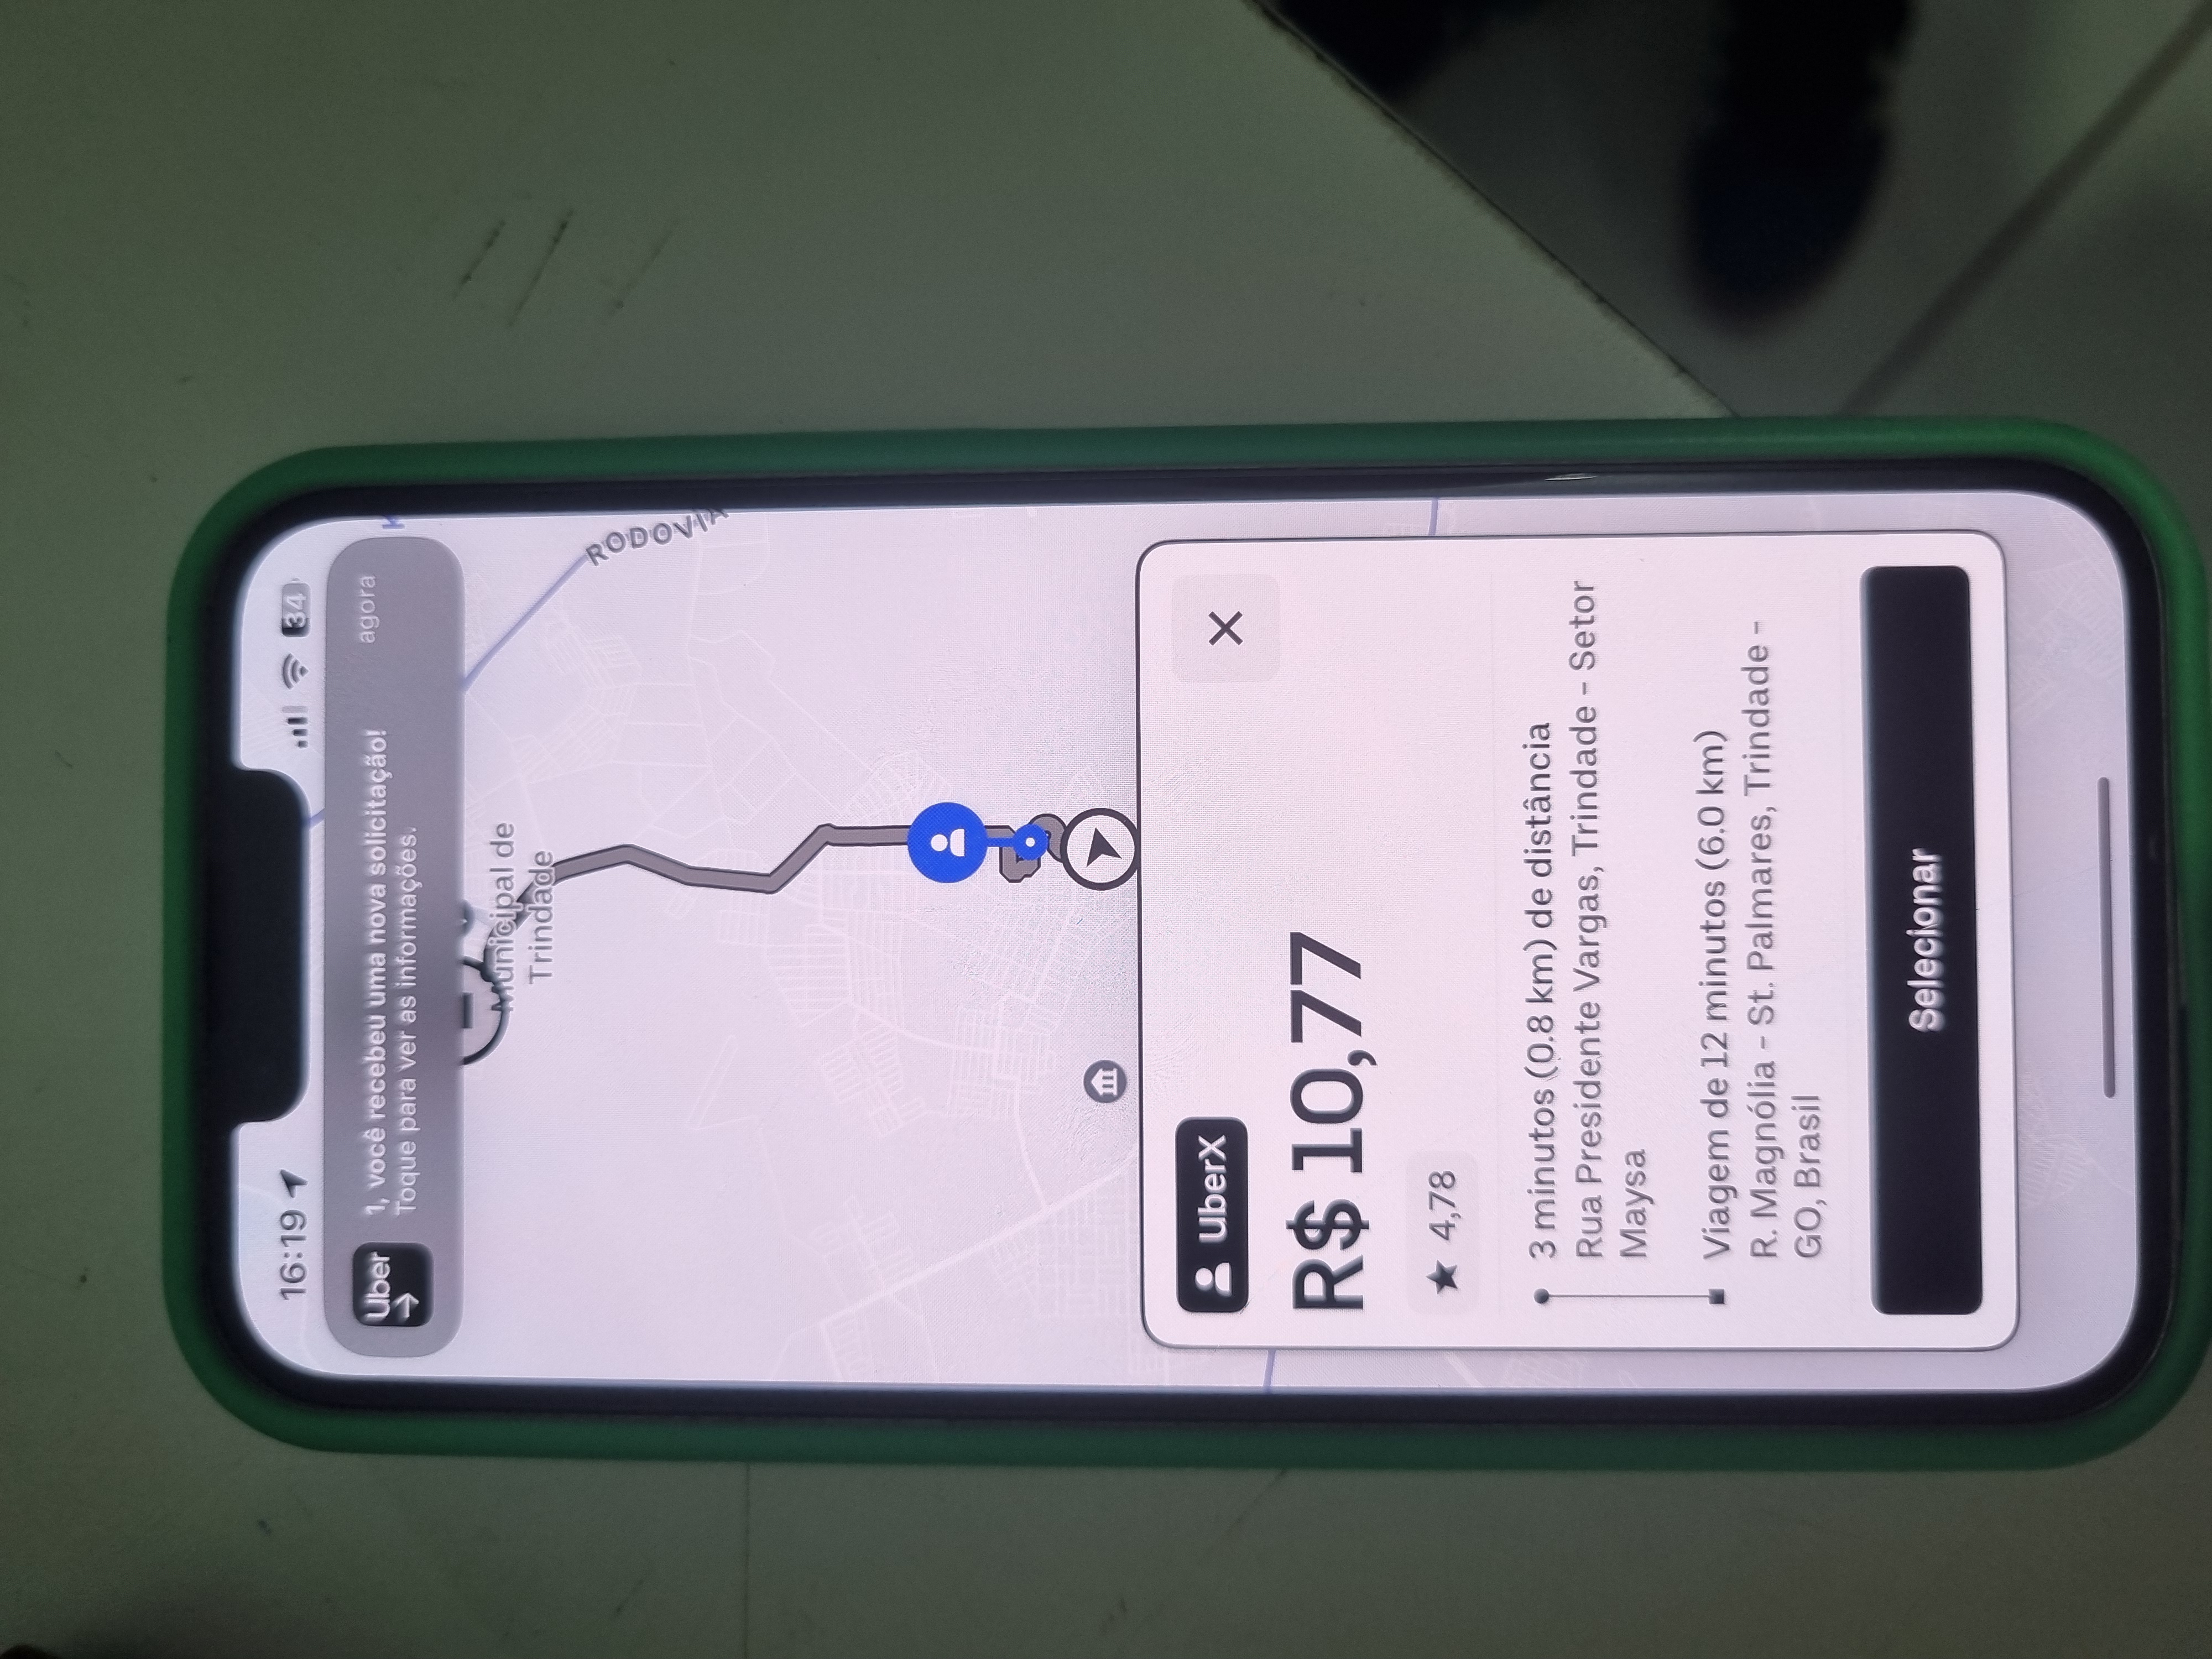 16:19
34
Uber
1, você recebeu uma nova solicitação!
agora
Toque para ver as informações.
Municipal de
Trindade
RODOVIA
UberX
R$ 10,77
4,78
3 minutos (0.8 km) de distância
Rua Presidente Vargas, Trindade - Setor
Maysa
Viagem de 12 minutos (6.0 km)
R. Magnólia - St. Palmares, Trindade -
GO, Brasil
Selecionar